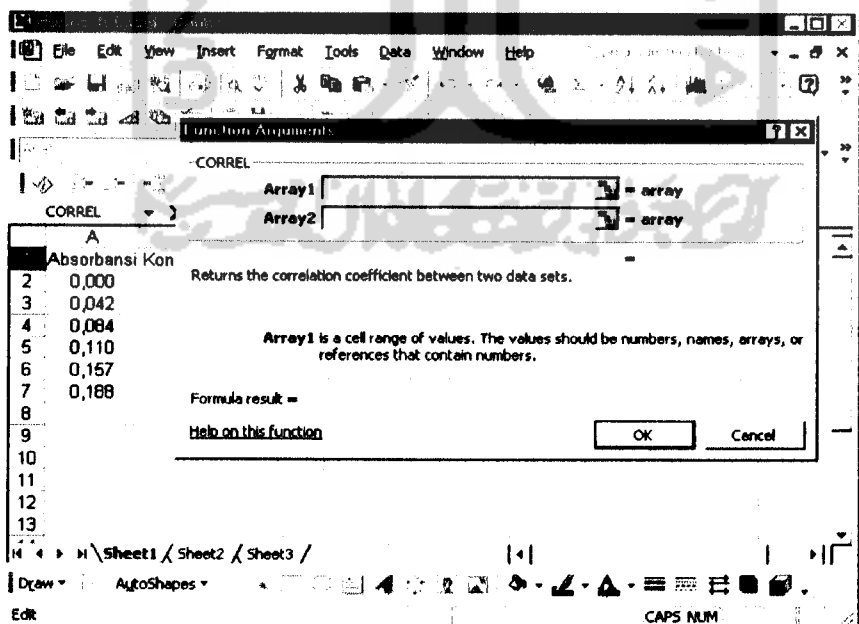 File Edit View Insert Format Tools Data Window Help
Function Arguments
CORREL
Array1 = array
Array2 = array
CORREL
A
Absorbansi Kon
=
Returns the correlation coefficient between two data sets.
2 0,000
3 0,042
4 0,084
5 0,110
6 0,157
7 0,188
8
9
10
11
12
13
Array1 is a cell range of values. The values should be numbers, names, arrays, or
references that contain numbers.
Formula result =
Help on this function
OK Cancel
Sheet1 / Sheet2 / Sheet3 /
Draw AutoShapes
Edit CAPS NUM